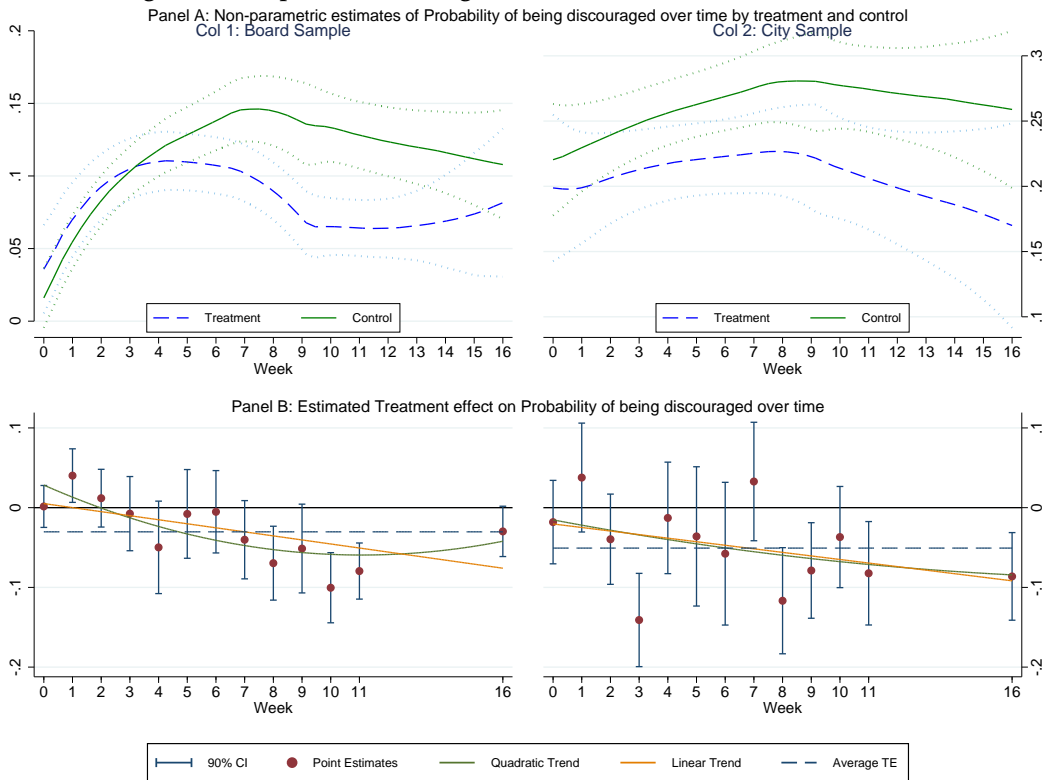 Panel A: Non-parametric estimates of Probability of being discouraged over time by treatment and control
Col 1: Board Sample
Col 2: City Sample
.2
.15
.1
.05
0
.3
.25
.2
.15
.1
Treatment
Control
Treatment
Control
0 1 2 3 4 5 6 7 8 9 10 11 12 13 14 15 16
Week
0 1 2 3 4 5 6 7 8 9 10 11 12 13 14 15 16
Week
Panel B: Estimated Treatment effect on Probability of being discouraged over time
.1
0
-.1
-.2
.1
0
-.1
-.2
0 1 2 3 4 5 6 7 8 9 10 11 16
Week
0 1 2 3 4 5 6 7 8 9 10 11 16
Week
90% CI
Point Estimates
Quadratic Trend
Linear Trend
Average TE